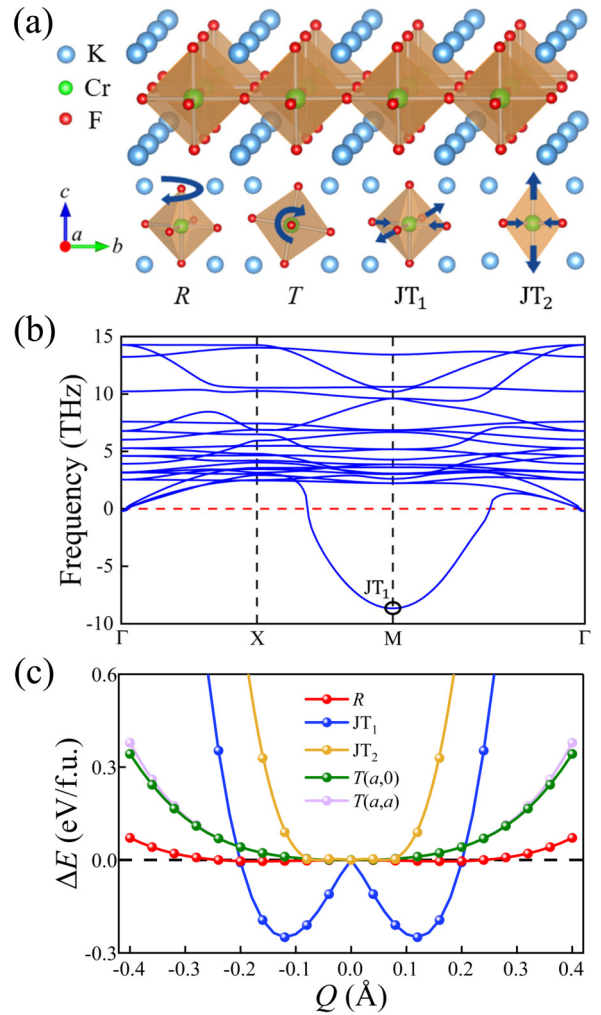 (a)
K
Cr
F
c
a
b
R
T
JT₁
JT₂
(b)
Frequency (THz)
15
10
5
0
-5
-10
JT₁
Γ
X
M
Γ
(c)
ΔE (eV/f.u.)
0.6
0.3
0.0
-0.3
R
JT₁
JT₂
T(a,0)
T(a,a)
-0.4
-0.3
-0.2
-0.1
0.0
0.1
0.2
0.3
0.4
Q (Å)